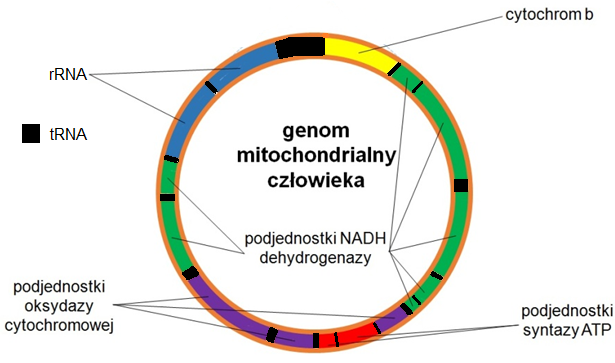 cytochrom b
rRNA
tRNA
genom
mitochondrialny
człowieka
podjednostki NADH
dehydrogenazy
podjednostki
oksydazy
cytochromowej
podjednostki
syntazy ATP